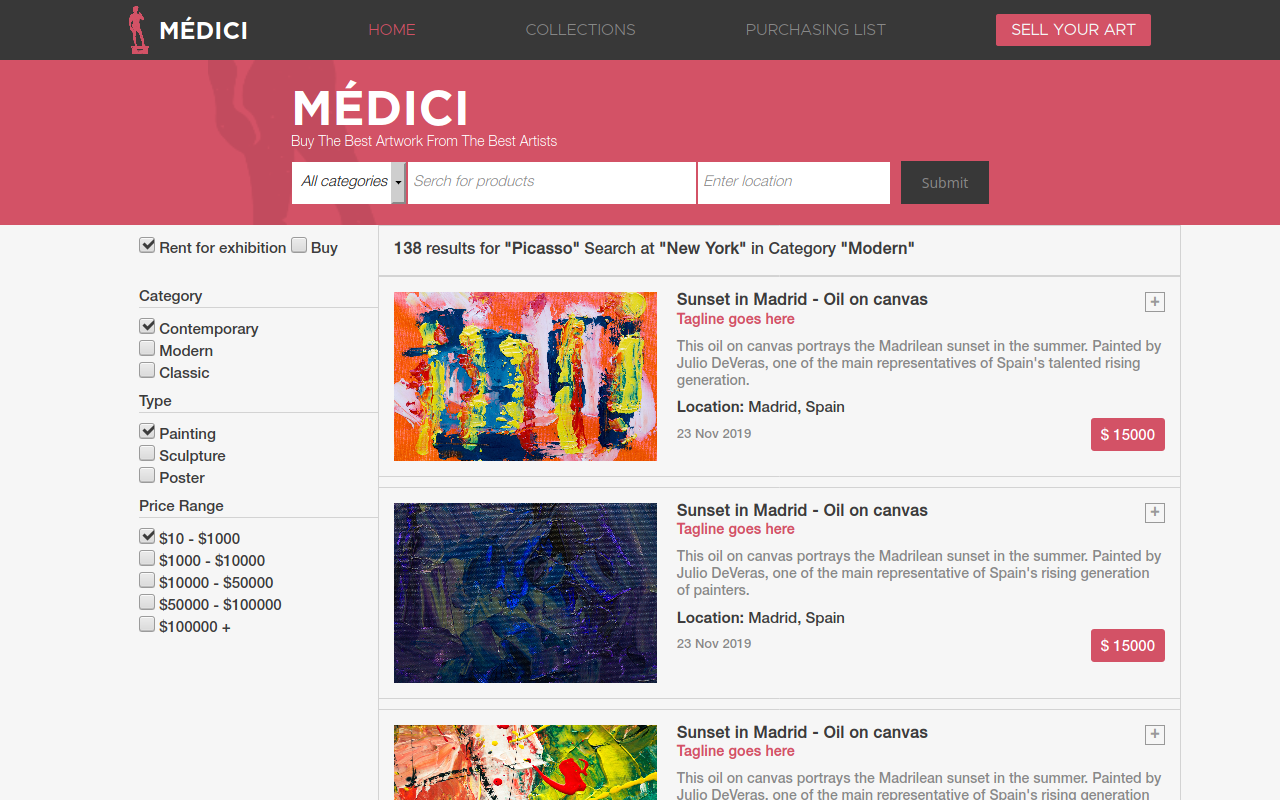 MÉDICI
HOME
COLLECTIONS
PURCHASING LIST
SELL YOUR ART
MÉDICI
Buy The Best Artwork From The Best Artists
All categories
Serch for products
Enter location
Submit
Rent for exhibition
Buy
138 results for "Picasso" Search at "New York" in Category "Modern"
Category
Contemporary
Modern
Classic
Type
Painting
Sculpture
Poster
Price Range
$10 - $1000
$1000 - $10000
$10000 - $50000
$50000 - $100000
$100000 +
Sunset in Madrid - Oil on canvas
+
Tagline goes here
This oil on canvas portrays the Madrilean sunset in the summer. Painted by
Julio DeVeras, one of the main representatives of Spain's talented rising
generation.
Location: Madrid, Spain
23 Nov 2019
$ 15000
Sunset in Madrid - Oil on canvas
+
Tagline goes here
This oil on canvas portrays the Madrilean sunset in the summer. Painted by
Julio DeVeras, one of the main representative of Spain's rising generation
of painters.
Location: Madrid, Spain
23 Nov 2019
$ 15000
Sunset in Madrid - Oil on canvas
+
Tagline goes here
This oil on canvas portrays the Madrilean sunset in the summer. Painted by
Julio DeVeras, one of the main representative of Spain's rising generation